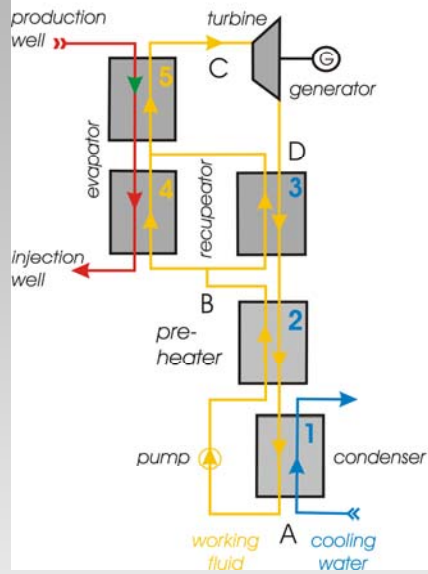 production
well
turbine
5
C
G
generator
evapator
D
recupeator
4
3
injection
well
B
2
pre-
heater
1
pump
condenser
A
working
fluid
cooling
water